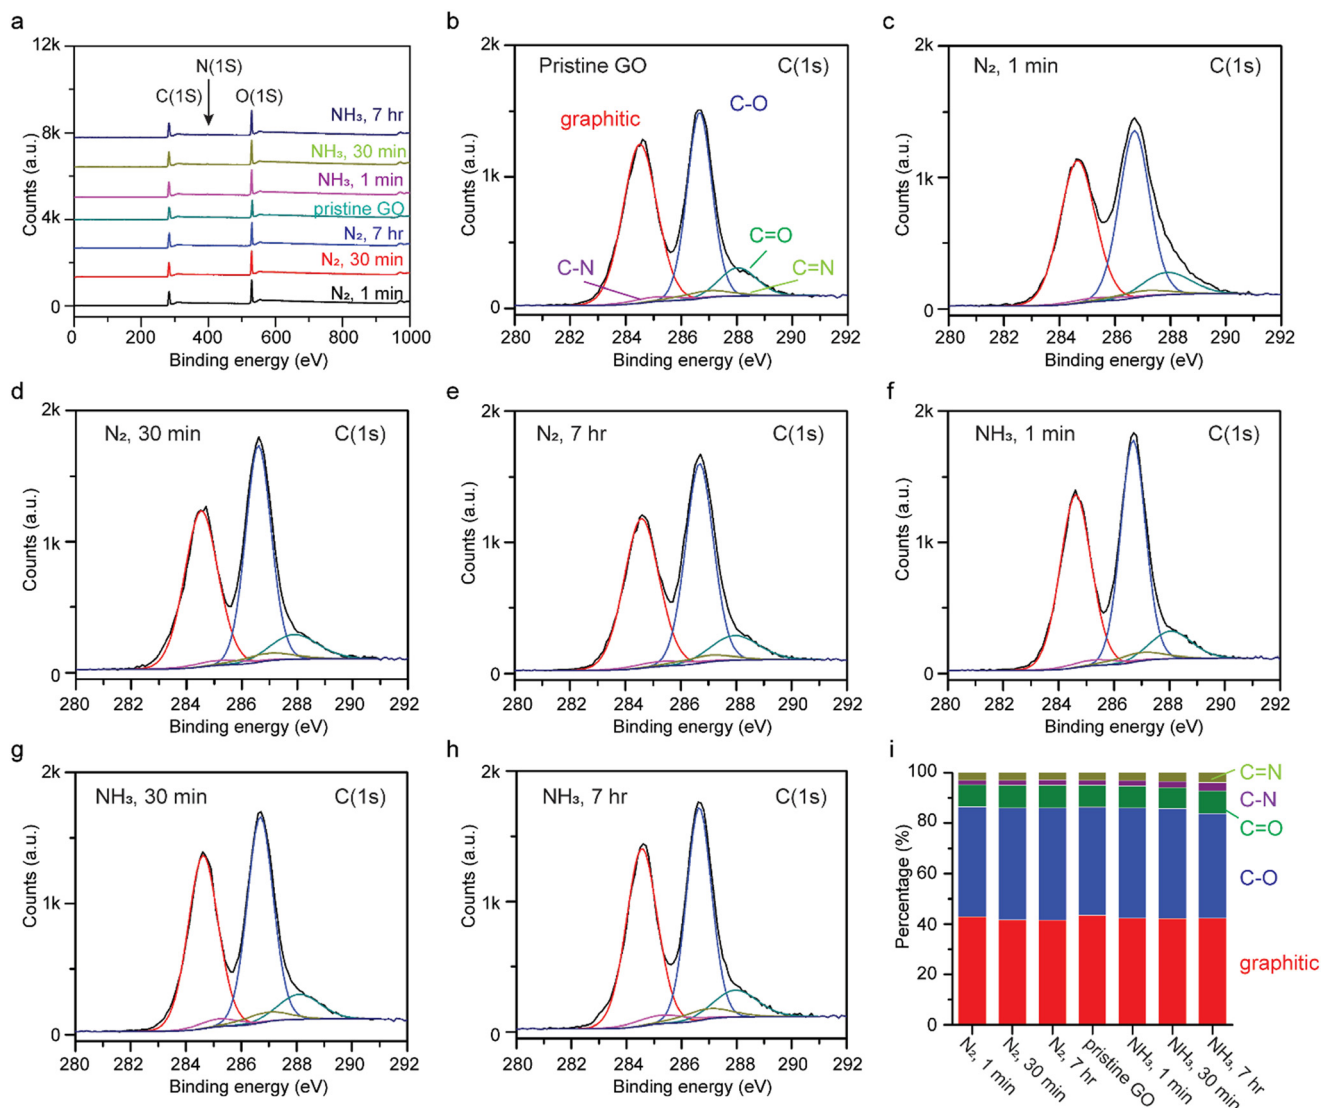 a
12k
8k
4k
0
Counts (a.u.)
N(1S)
C(1S)
O(1S)
NH₃, 7 hr
NH₃, 30 min
NH₃, 1 min
pristine GO
N₂, 7 hr
N₂, 30 min
N₂, 1 min
0 200 400 600 800 1000
Binding energy (eV)
b
2k
1k
0
Counts (a.u.)
Pristine GO
C(1s)
graphitic
C-O
C-N
C=O
C=N
280 282 284 286 288 290 292
Binding energy (eV)
c
2k
1k
0
Counts (a.u.)
N₂, 1 min
C(1s)
280 282 284 286 288 290 292
Binding energy (eV)
d
2k
1k
0
Counts (a.u.)
N₂, 30 min
C(1s)
280 282 284 286 288 290 292
Binding energy (eV)
e
2k
1k
0
Counts (a.u.)
N₂, 7 hr
C(1s)
280 282 284 286 288 290 292
Binding energy (eV)
f
2k
1k
0
Counts (a.u.)
NH₃, 1 min
C(1s)
280 282 284 286 288 290 292
Binding energy (eV)
g
2k
1k
0
Counts (a.u.)
NH₃, 30 min
C(1s)
280 282 284 286 288 290 292
Binding energy (eV)
h
2k
1k
0
Counts (a.u.)
NH₃, 7 hr
C(1s)
280 282 284 286 288 290 292
Binding energy (eV)
i
100
80
60
40
20
0
Percentage (%)
C=N
C-N
C=O
C-O
graphitic
N₂, 1 min
N₂, 30 min
N₂, 7 hr
pristine GO
NH₃, 1 min
NH₃, 30 min
NH₃, 7 hr